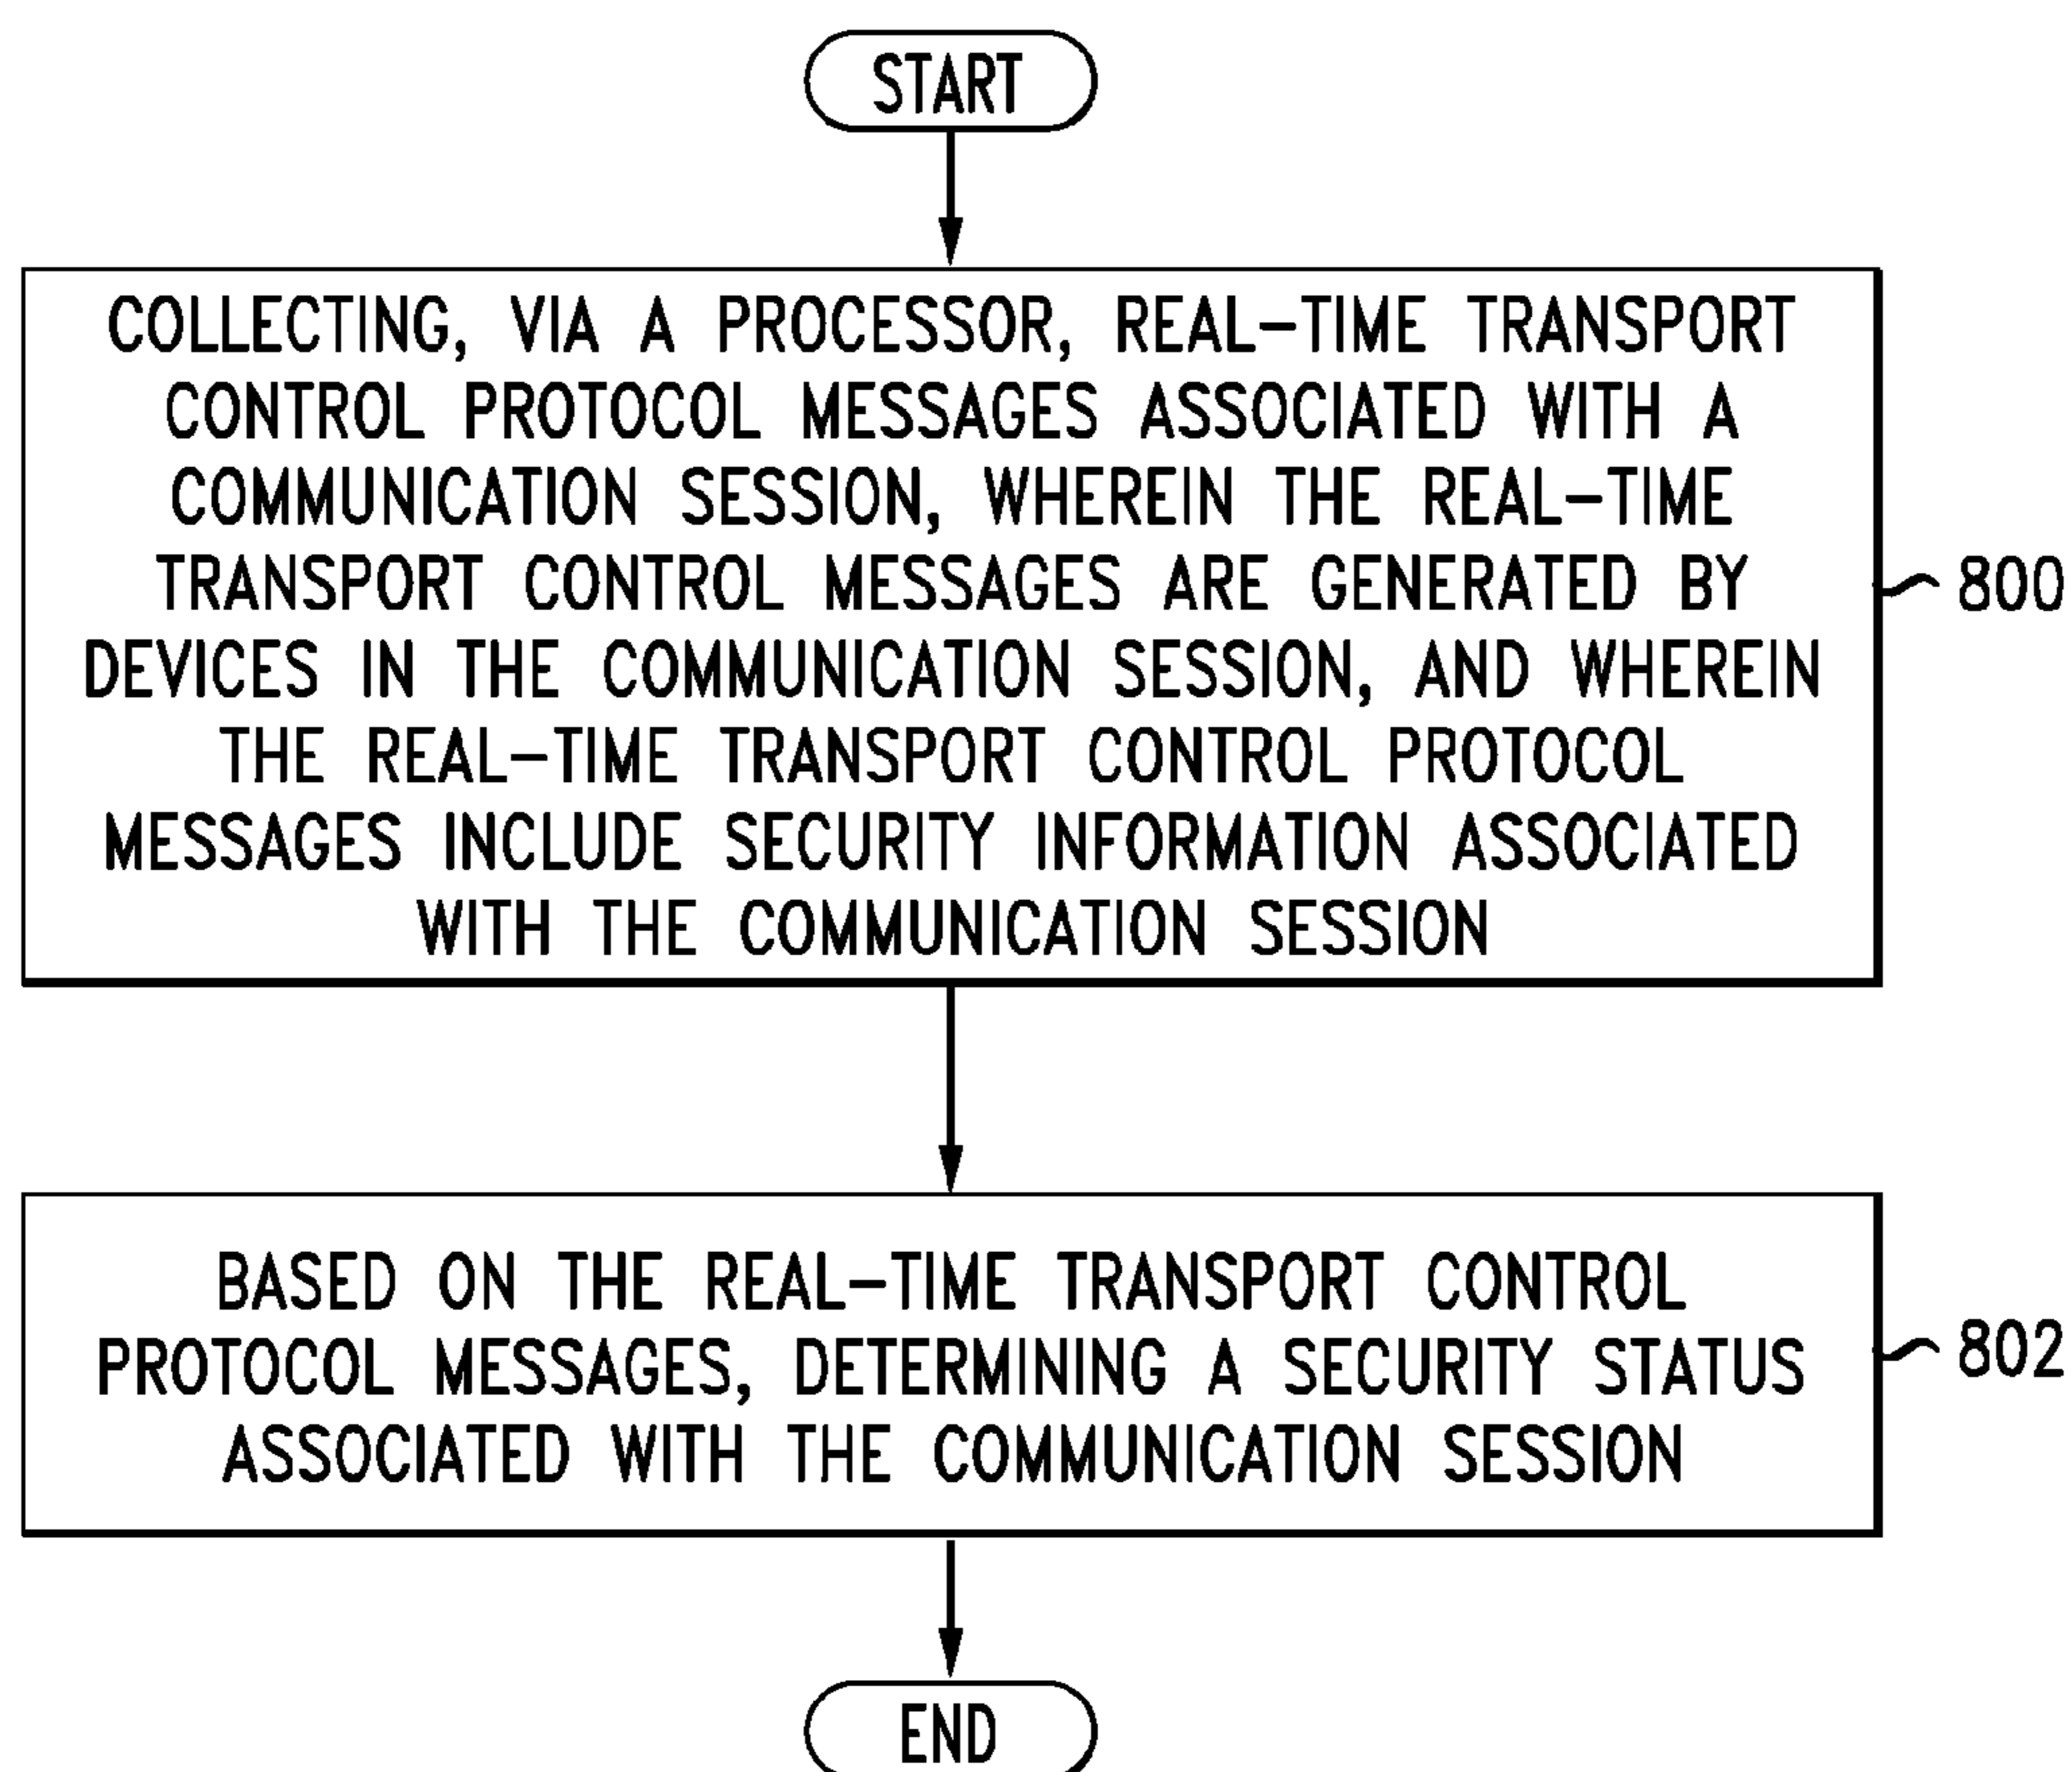 START
COLLECTING, VIA A PROCESSOR, REAL-TIME TRANSPORT
CONTROL PROTOCOL MESSAGES ASSOCIATED WITH A
COMMUNICATION SESSION, WHEREIN THE REAL-TIME
TRANSPORT CONTROL MESSAGES ARE GENERATED BY
DEVICES IN THE COMMUNICATION SESSION, AND WHEREIN
THE REAL-TIME TRANSPORT CONTROL PROTOCOL
MESSAGES INCLUDE SECURITY INFORMATION ASSOCIATED
WITH THE COMMUNICATION SESSION
800
BASED ON THE REAL-TIME TRANSPORT CONTROL
PROTOCOL MESSAGES, DETERMINING A SECURITY STATUS
ASSOCIATED WITH THE COMMUNICATION SESSION
802
END